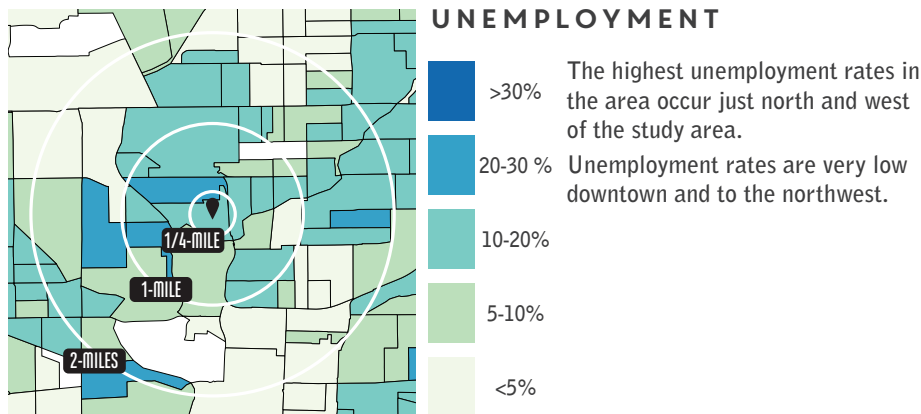 UNEMPLOYMENT
>30%
20-30 %
10-20%
5-10%
<5%
The highest unemployment rates in
the area occur just north and west
of the study area.
Unemployment rates are very low
downtown and to the northwest.
1/4-MILE
1-MILE
2-MILES